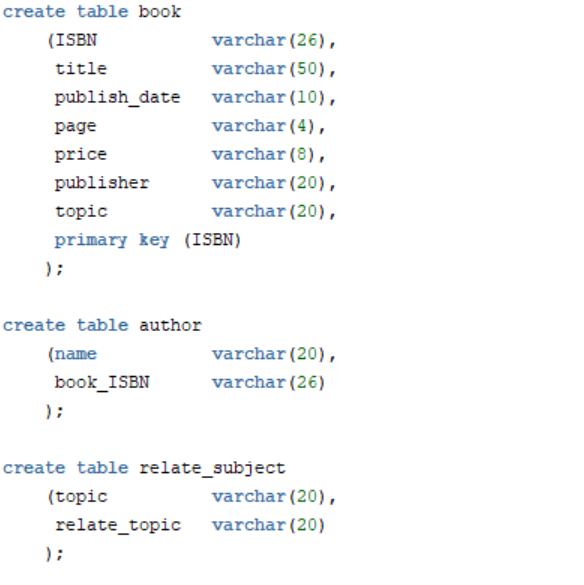 create table book
(ISBN varchar(26),
title varchar(50),
publish_date varchar(10),
page varchar(4),
price varchar(8),
publisher varchar(20),
topic varchar(20),
primary key (ISBN)
);
create table author
(name varchar(20),
book_ISBN varchar(26)
);
create table relate_subject
(topic varchar(20),
relate_topic varchar(20)
);